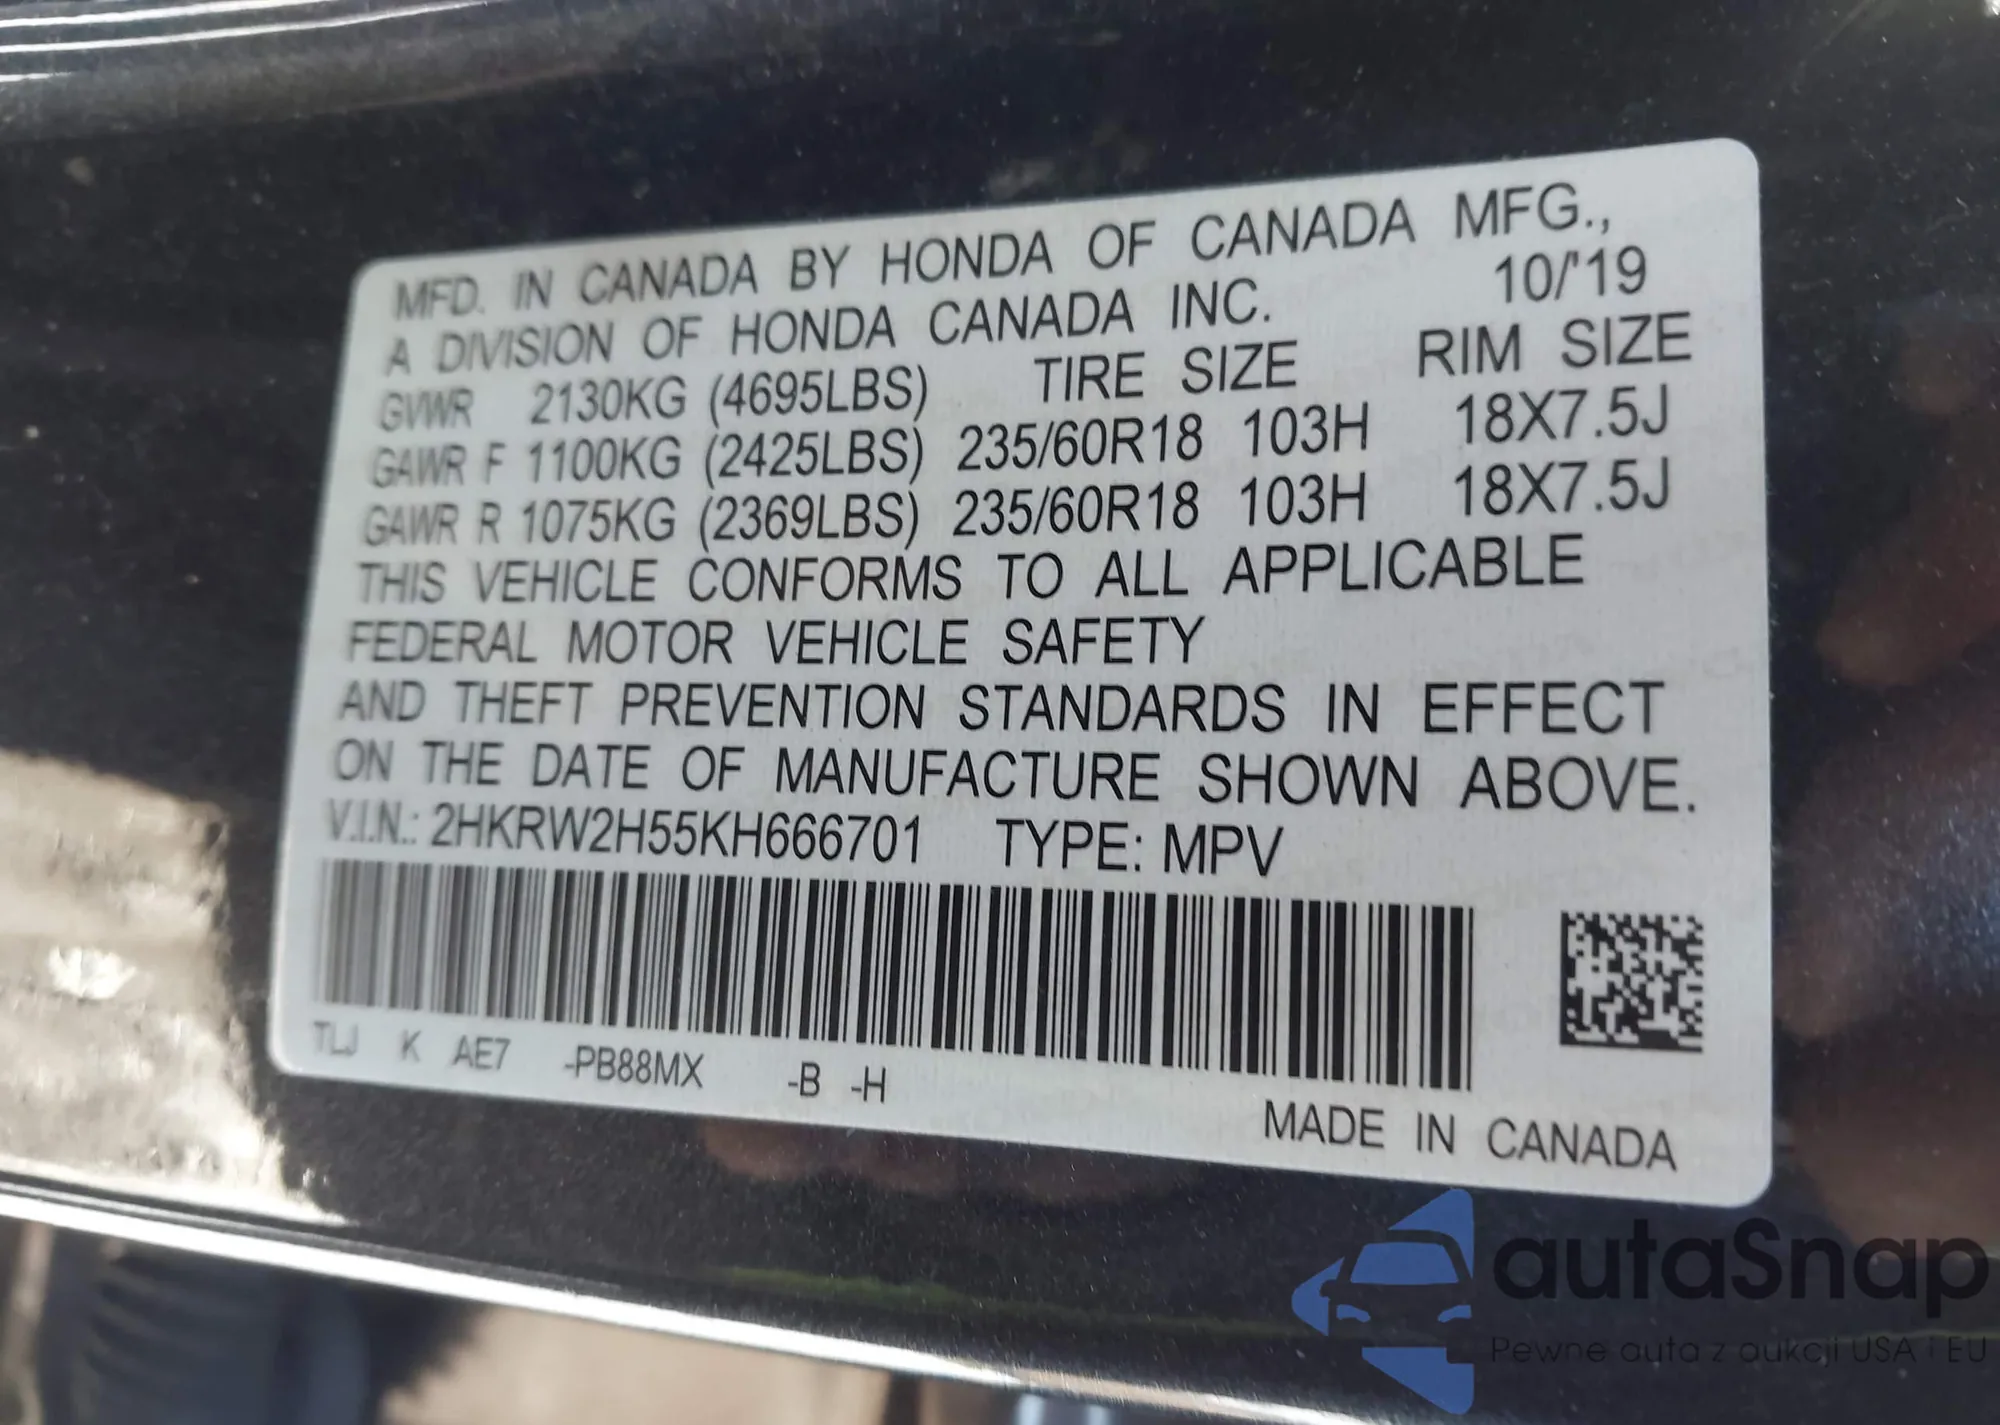 MFD. IN CANADA BY HONDA OF CANADA MFG.,
A DIVISION OF HONDA CANADA INC. 10/'19
GVWR 2130KG (4695LBS) TIRE SIZE RIM SIZE
GAWR F 1100KG (2425LBS) 235/60R18 103H 18X7.5J
GAWR R 1075KG (2369LBS) 235/60R18 103H 18X7.5J
THIS VEHICLE CONFORMS TO ALL APPLICABLE
FEDERAL MOTOR VEHICLE SAFETY
AND THEFT PREVENTION STANDARDS IN EFFECT
ON THE DATE OF MANUFACTURE SHOWN ABOVE.
V.I.N.: 2HKRW2H55KH666701 TYPE: MPV
TLJ K AE7 -PB88MX -B -H
MADE IN CANADA
autaSnap
Pewne auta z aukcji USA i EU